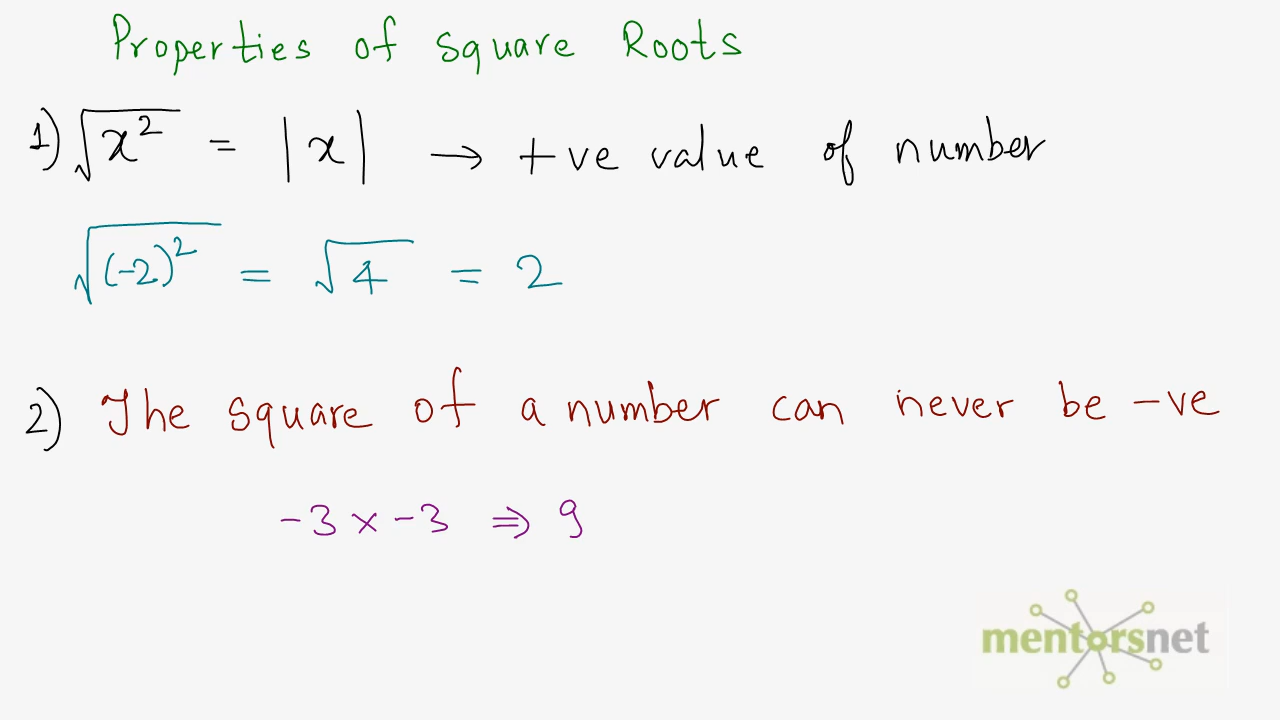 Properties of Square Roots
1) √x² = |x| → +ve value of number
√(-2)² = √4 = 2
2) The square of a number can never be -ve
-3 × -3 ⇒ 9
mentorsnet